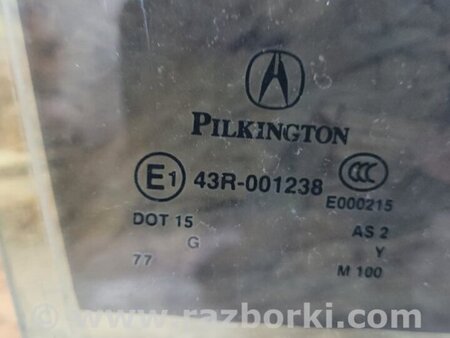 PILKINGTON
E1 43R-001238 CCC
E000215
DOT 15 AS 2
G Y
77 M 100
© www.razborki.com